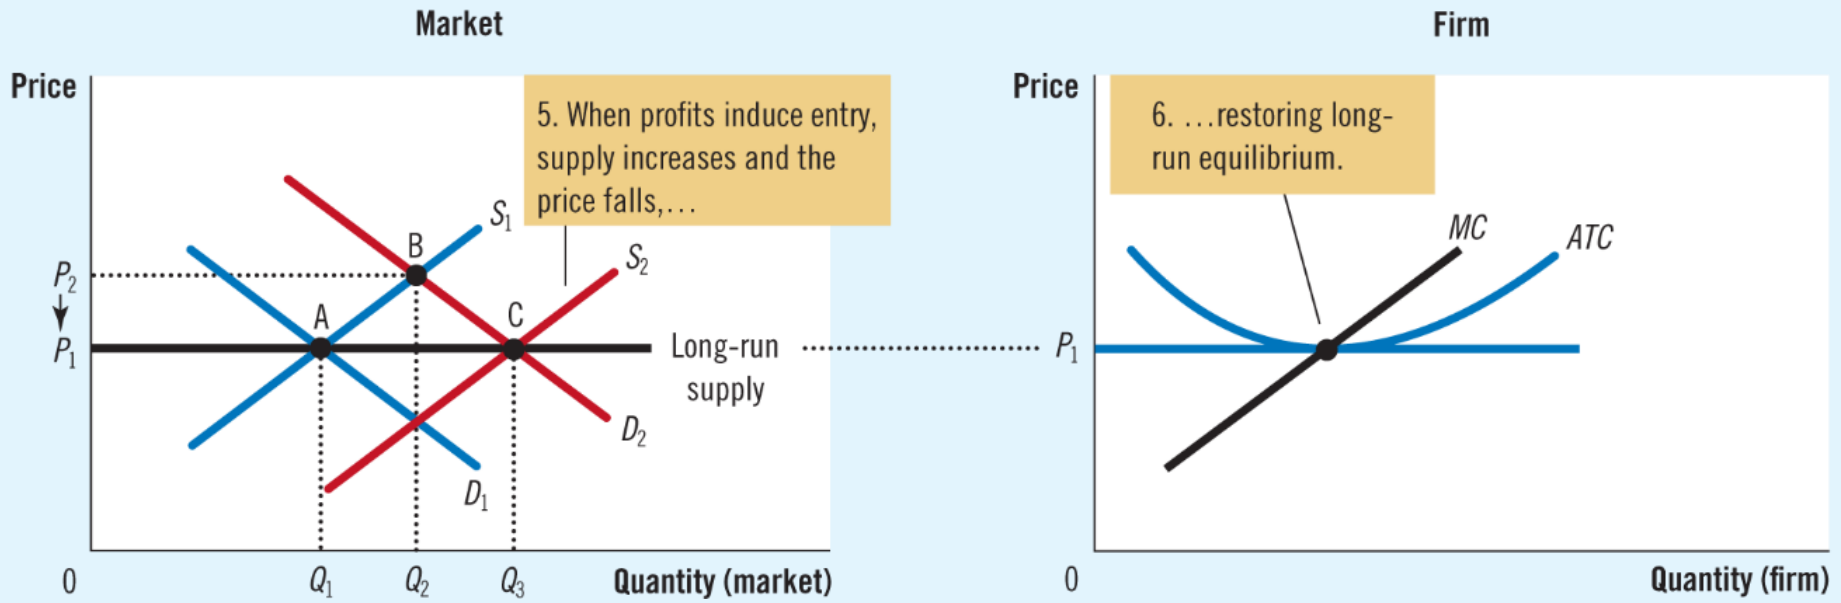 Market
Price
5. When profits induce entry,
supply increases and the
price falls,…
S1
S2
B
P2
A
C
P1
Long-run
supply
D2
D1
0
Q1
Q2
Q3
Quantity (market)
Firm
Price
6. …restoring long-
run equilibrium.
MC
ATC
P1
0
Quantity (firm)